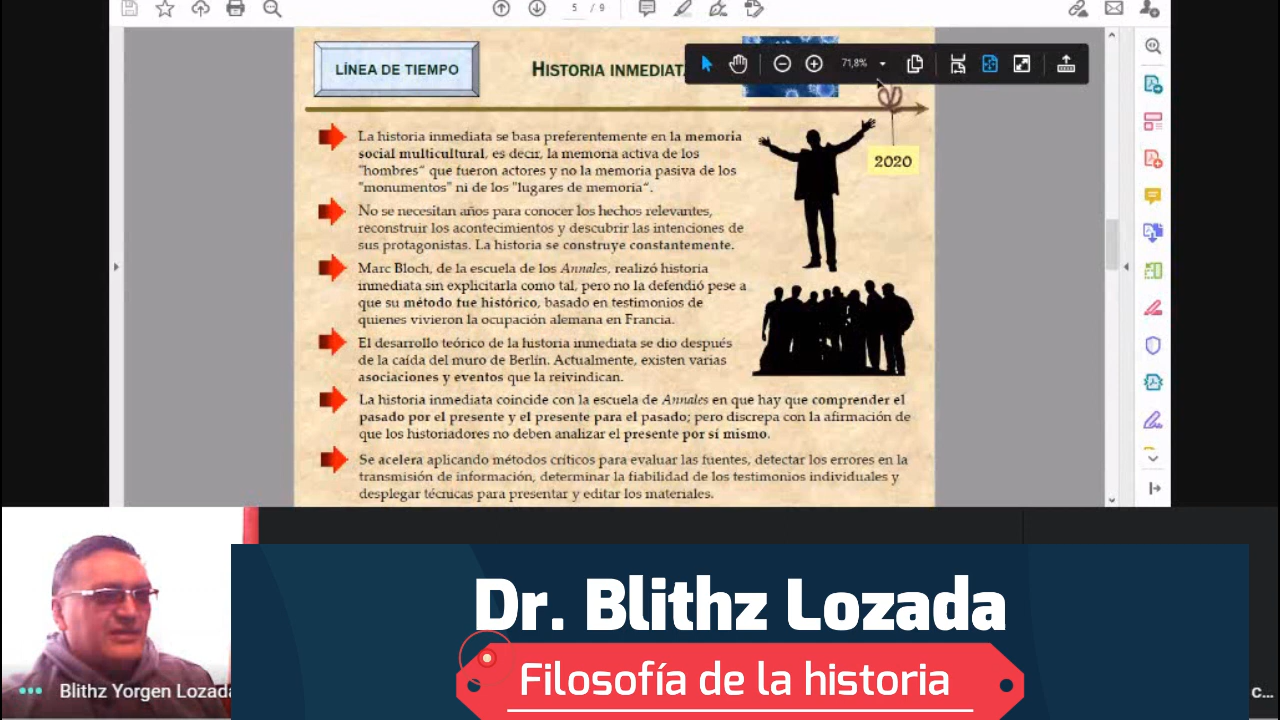 5 / 9
71,8%
LÍNEA DE TIEMPO
HISTORIA INMEDIATA
2020
La historia inmediata se basa preferentemente en la memoria
social multicultural, es decir, la memoria activa de los
"hombres" que fueron actores y no la memoria pasiva de los
"monumentos" ni de los "lugares de memoria".
No se necesitan años para conocer los hechos relevantes,
reconstruir los acontecimientos y descubrir las intenciones de
sus protagonistas. La historia se construye constantemente.
Marc Bloch, de la escuela de los Annales, realizó historia
inmediata sin explicitarla como tal, pero no la defendió pese a
que su método fue histórico, basado en testimonios de
quienes vivieron la ocupación alemana en Francia.
El desarrollo teórico de la historia inmediata se dio después
de la caída del muro de Berlín. Actualmente, existen varias
asociaciones y eventos que la reivindican.
La historia inmediata coincide con la escuela de Annales en que hay que comprender el
pasado por el presente y el presente para el pasado; pero discrepa con la afirmación de
que los historiadores no deben analizar el presente por sí mismo.
Se acelera aplicando métodos críticos para evaluar las fuentes, detectar los errores en la
transmisión de información, determinar la fiabilidad de los testimonios individuales y
desplegar técnicas para presentar y editar los materiales.
Dr. Blithz Lozada
Filosofía de la historia
Blithz Yorgen Lozada
c...